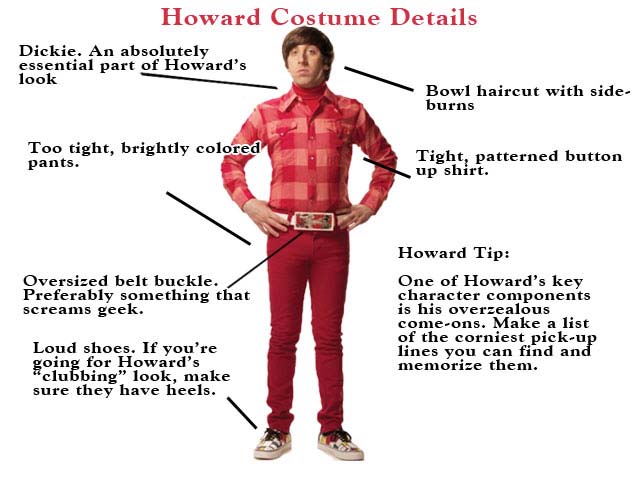 Howard Costume Details
Dickie. An absolutely
essential part of Howard's
look
Bowl haircut with side-
burns
Too tight, brightly colored
pants.
Tight, patterned button
up shirt.
Oversized belt buckle.
Preferably something that
screams geek.
Howard Tip:
One of Howard's key
character components
is his overzealous
come-ons. Make a list
of the corniest pick-up
lines you can find and
memorize them.
Loud shoes. If you're
going for Howard's
“clubbing” look, make
sure they have heels.